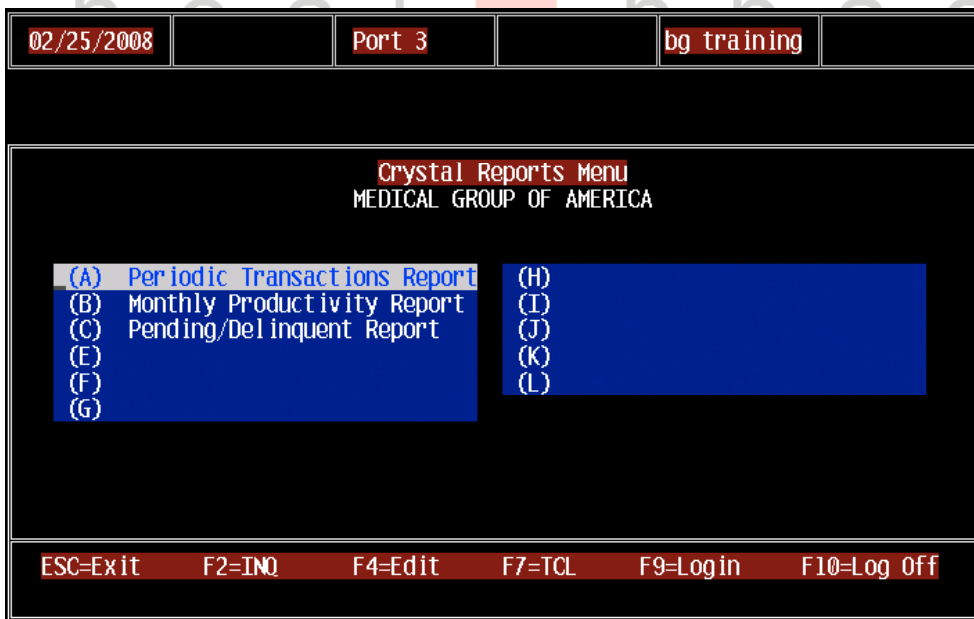 02/25/2008 Port 3 bg training
Crystal Reports Menu
MEDICAL GROUP OF AMERICA
(A) Periodic Transactions Report (H)
(B) Monthly Productivity Report (I)
(C) Pending/Delinquent Report (J)
(E) (K)
(F) (L)
(G)
ESC=Exit F2=INQ F4=Edit F7=TCL F9=Login F10=Log Off